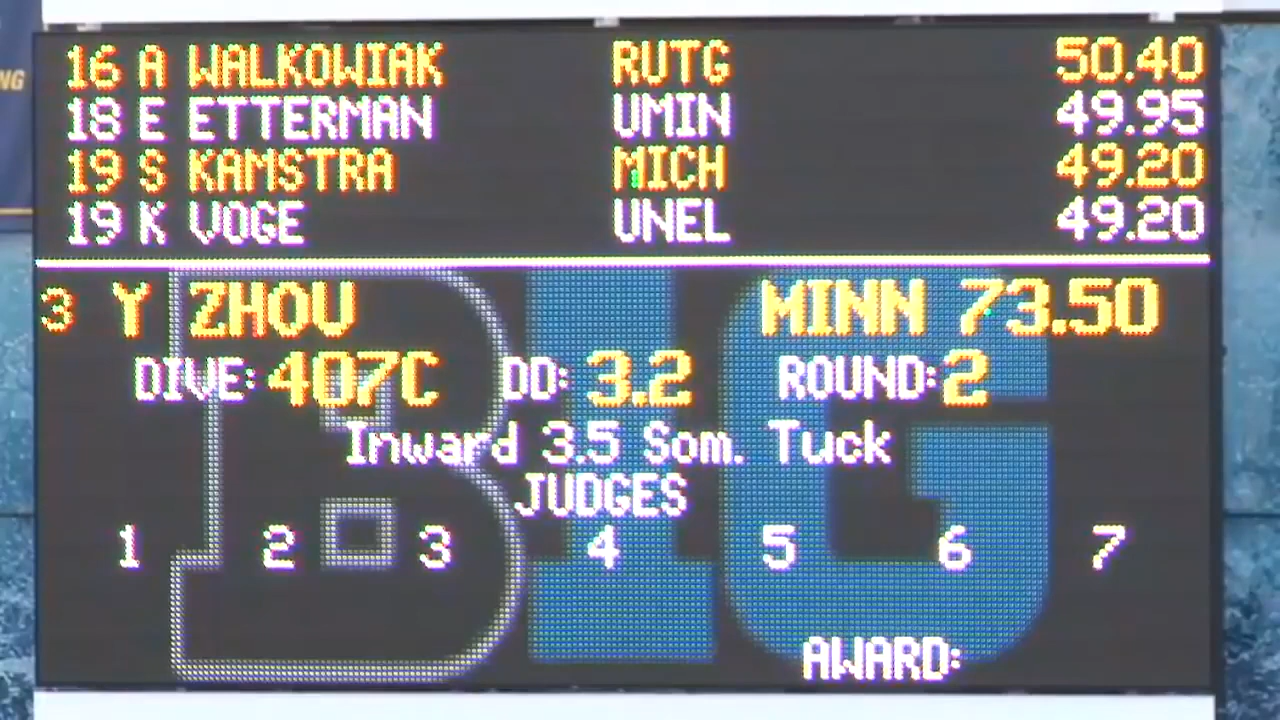 NG
16 A WALKOWIAK RUTG 50.40
18 E ETTERMAN UMIN 49.95
19 S KAMSTRA MICH 49.20
19 K VOGE UNEL 49.20
3 Y ZHOU MINN 73.50
DIVE: 407C DD: 3.2 ROUND: 2
Inward 3.5 Som. Tuck
JUDGES
1 2 3 4 5 6 7
AWARD:
BIG